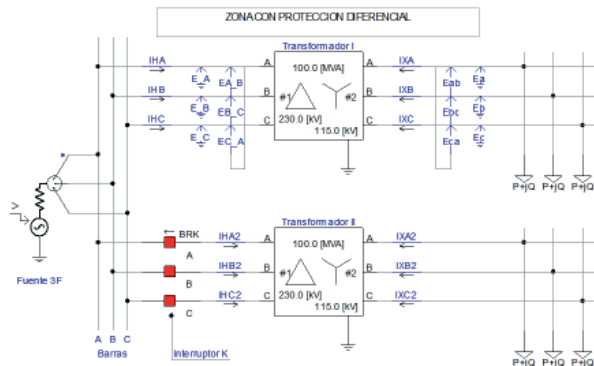 ZONA CON PROTECCION DIFERENCIAL
Transformador I
IHA A 100.0 [MVA] A IXA
E_A EA_B Eab Ea
IHB B #1 #2 B IXB
E_B EB_C Ebc Eb
IHC C C IXC
230.0 [kV]
115.0 [kV]
E_C EC_A Eca Ec
P+jQ P+jQ P+jQ
V
Fuente 3F
Transformador II
BRK IHA2 A 100.0 [MVA] A IXA2
A
IHB2 B #1 #2 B IXB2
B
IHC2 C C IXC2
230.0 [kV]
115.0 [kV]
C
A B C
Barras
Interruptor K
P+jQ P+jQ P+jQ